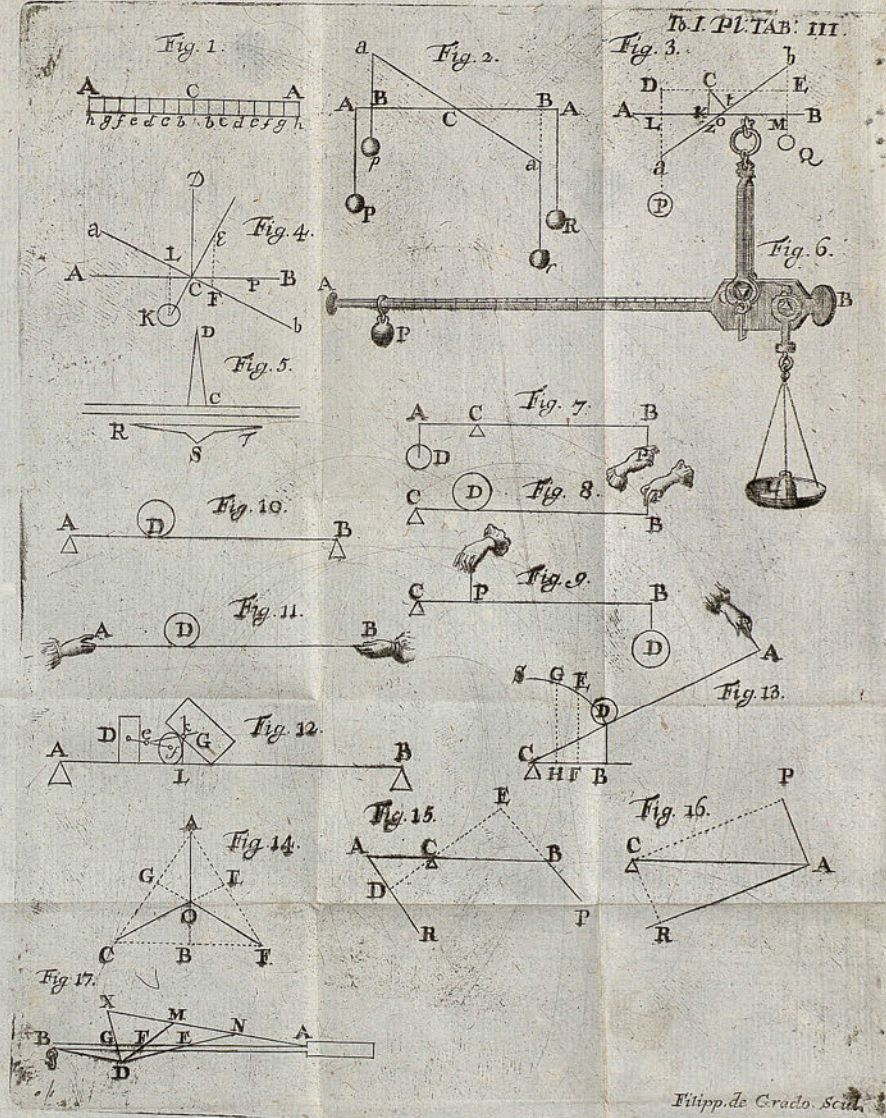 To. I. Pl. TAB: III.
Fig. 1.
A C A
h g f e d c b b c d e f g h
Fig. 2.
a
A B C B A
p a
P R
r
Fig. 3.
b
D C t E
A L K z o M B
a Q
P
Fig. 4.
D
a L E
A C F P B
K b
Fig. 5.
D
C
R S T
Fig. 6.
A B
P
4
Fig. 7.
A C B
D P
Fig. 8.
C D
B
Fig. 9.
C P B
D
Fig. 10.
A D B
Fig. 11.
A D B
Fig. 12.
D e f k G
A L B
Fig. 13.
S G E D A
C H F B
Fig. 14.
A
G E
O
C B F
Fig. 15.
E
A C B
D
R P
Fig. 16.
P
C A
R
Fig. 17.
X M N
B G F E A
D
Filipp. de Grado. Scul.